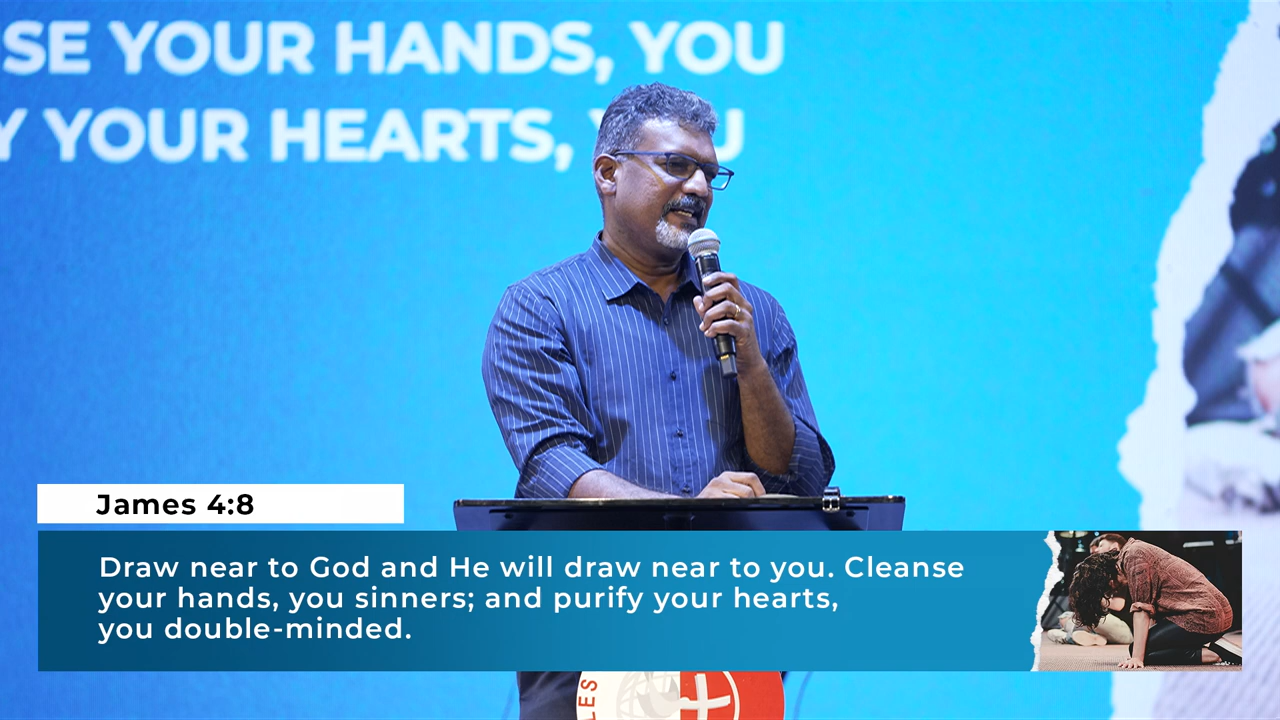 SE YOUR HANDS, YOU
Y YOUR HEARTS,
James 4:8
Draw near to God and He will draw near to you. Cleanse
your hands, you sinners; and purify your hearts,
you double-minded.
LES